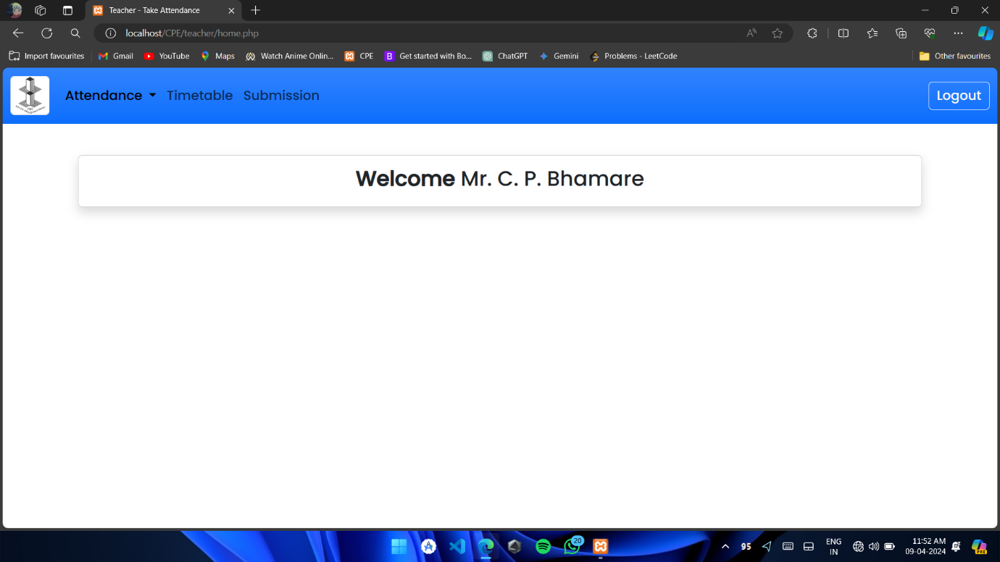 Teacher - Take Attendance
localhost/CPE/teacher/home.php
Import favourites Gmail YouTube Maps Watch Anime Onlin... CPE Get started with Bo... ChatGPT Gemini Problems - LeetCode Other favourites
Attendance Timetable Submission Logout
Welcome Mr. C. P. Bhamare
20
95
ENG
IN
11:52 AM
09-04-2024
PRE